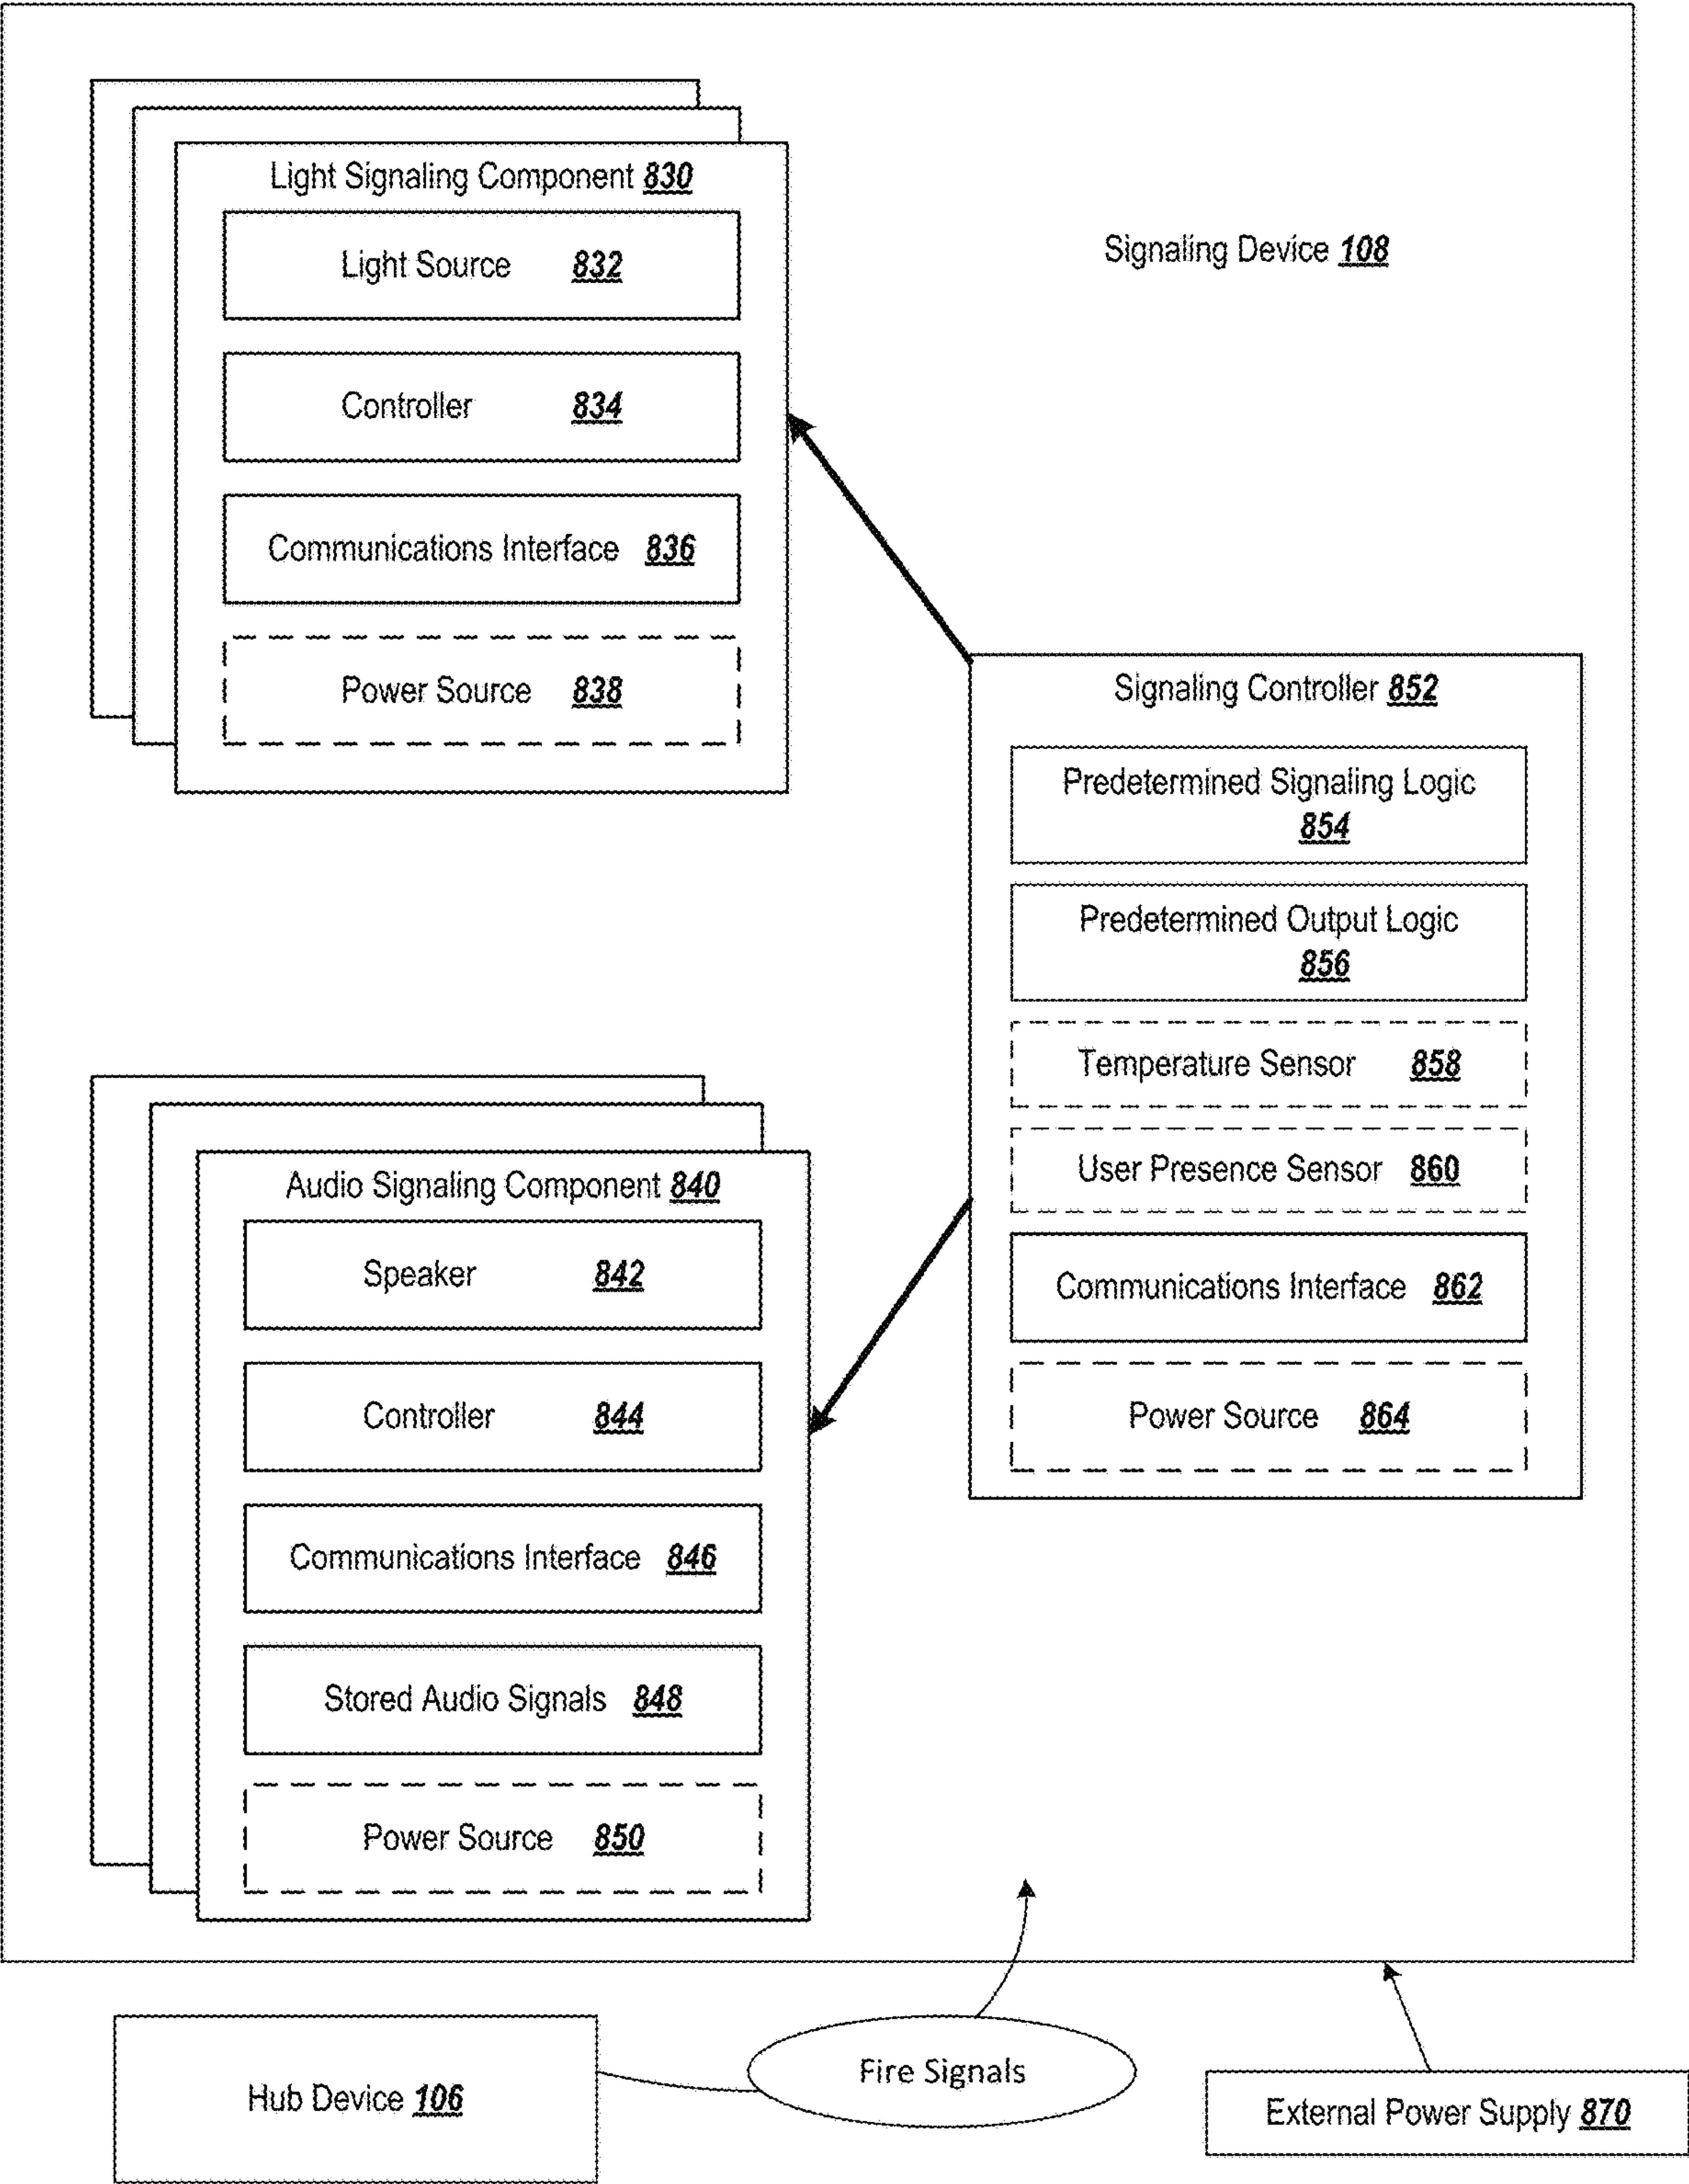 Light Signaling Component 830
Light Source 832
Controller 834
Communications Interface 836
Power Source 838
Signaling Device 108
Signaling Controller 852
Predetermined Signaling Logic
854
Predetermined Output Logic
856
Temperature Sensor 858
User Presence Sensor 860
Communications Interface 862
Power Source 864
Audio Signaling Component 840
Speaker 842
Controller 844
Communications Interface 846
Stored Audio Signals 848
Power Source 850
Hub Device 106
Fire Signals
External Power Supply 870